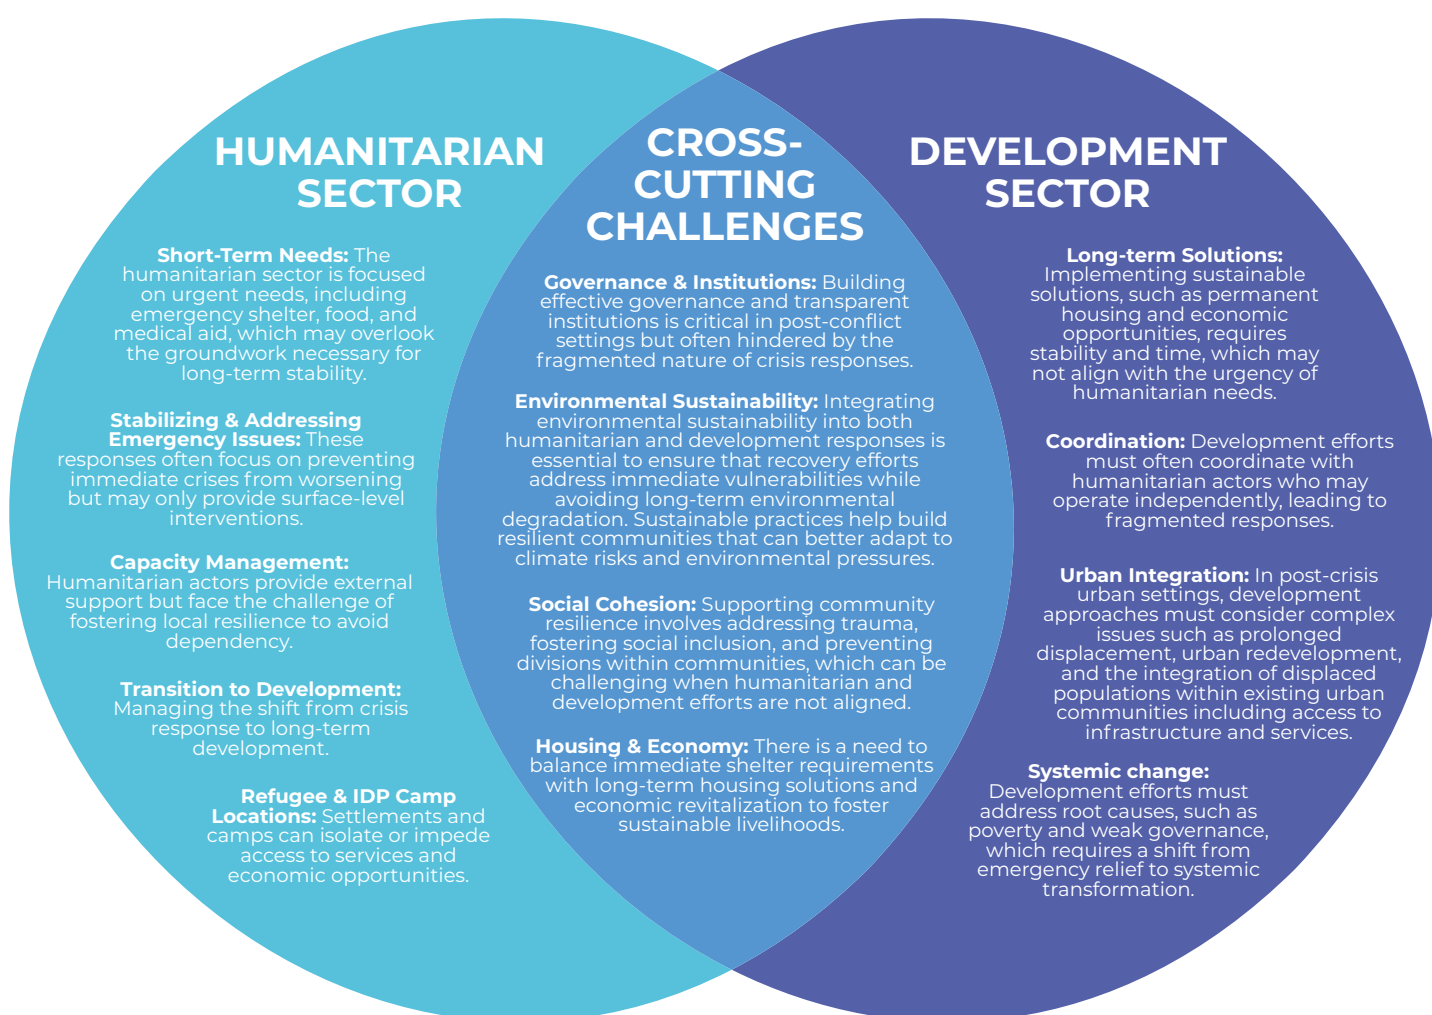 HUMANITARIAN
SECTOR
Short-Term Needs: The
humanitarian sector is focused
on urgent needs, including
emergency shelter, food, and
medical aid, which may overlook
the groundwork necessary for
long-term stability.
Stabilizing & Addressing
Emergency Issues: These
responses often focus on preventing
immediate crises from worsening
but may only provide surface-level
interventions.
Capacity Management:
Humanitarian actors provide external
support but face the challenge of
fostering local resilience to avoid
dependency.
Transition to Development:
Managing the shift from crisis
response to long-term
development.
Refugee & IDP Camp
Locations: Settlements and
camps can isolate or impede
access to services and
economic opportunities.
CROSS-
CUTTING
CHALLENGES
Governance & Institutions: Building
effective governance and transparent
institutions is critical in post-conflict
settings but often hindered by the
fragmented nature of crisis responses.
Environmental Sustainability: Integrating
environmental sustainability into both
humanitarian and development responses is
essential to ensure that recovery efforts
address immediate vulnerabilities while
avoiding long-term environmental
degradation. Sustainable practices help build
resilient communities that can better adapt to
climate risks and environmental pressures.
Social Cohesion: Supporting community
resilience involves addressing trauma,
fostering social inclusion, and preventing
divisions within communities, which can be
challenging when humanitarian and
development efforts are not aligned.
Housing & Economy: There is a need to
balance immediate shelter requirements
with long-term housing solutions and
economic revitalization to foster
sustainable livelihoods.
DEVELOPMENT
SECTOR
Long-term Solutions:
Implementing sustainable
solutions, such as permanent
housing and economic
opportunities, requires
stability and time, which may
not align with the urgency of
humanitarian needs.
Coordination: Development efforts
must often coordinate with
humanitarian actors who may
operate independently, leading to
fragmented responses.
Urban Integration: In post-crisis
urban settings, development
approaches must consider complex
issues such as prolonged
displacement, urban redevelopment,
and the integration of displaced
populations within existing urban
communities including access to
infrastructure and services.
Systemic change:
Development efforts must
address root causes, such as
poverty and weak governance,
which requires a shift from
emergency relief to systemic
transformation.